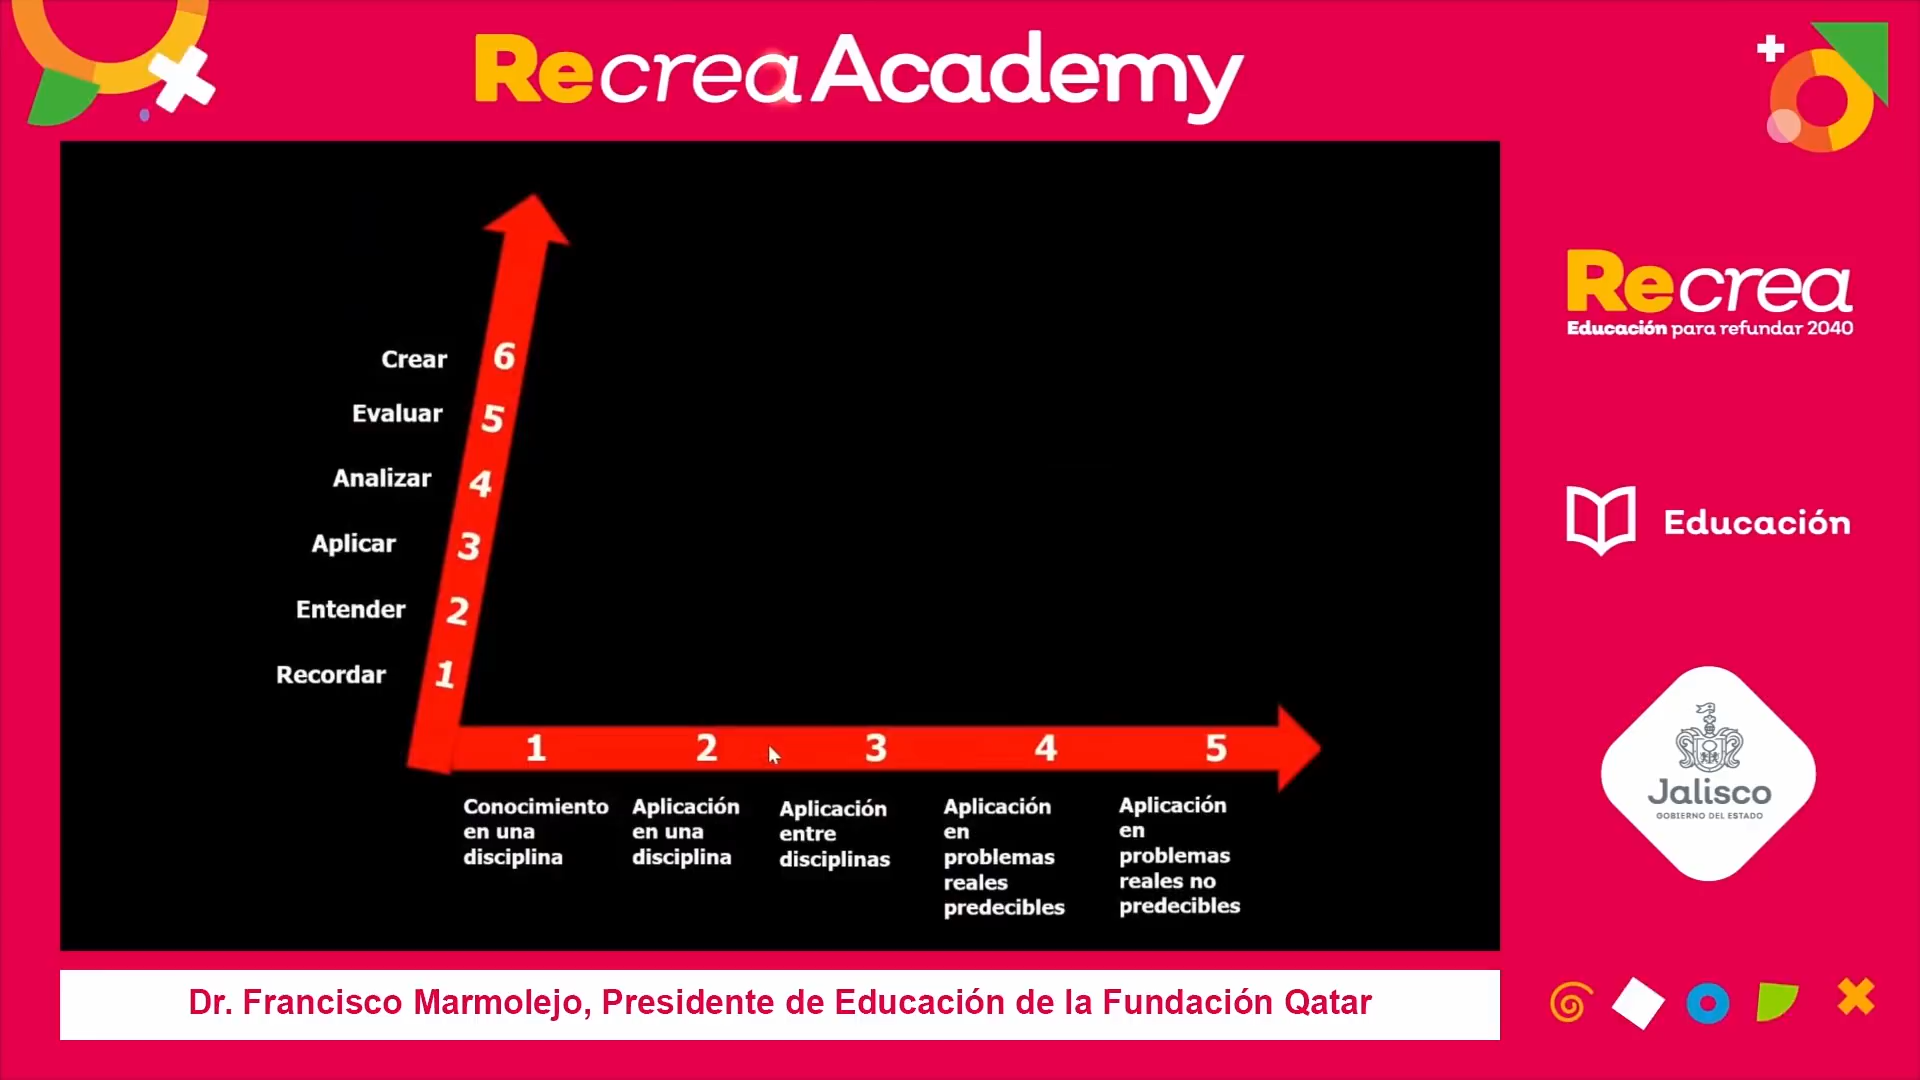 Recrea Academy
Crear 6
Evaluar 5
Analizar 4
Aplicar 3
Entender 2
Recordar 1
1 2 3 4 5
Conocimiento
en una
disciplina
Aplicación
en una
disciplina
Aplicación
entre
disciplinas
Aplicación
en
problemas
reales
predecibles
Aplicación
en
problemas
reales no
predecibles
Recrea
Educación para refundar 2040
Educación
Jalisco
GOBIERNO DEL ESTADO
Dr. Francisco Marmolejo, Presidente de Educación de la Fundación Qatar